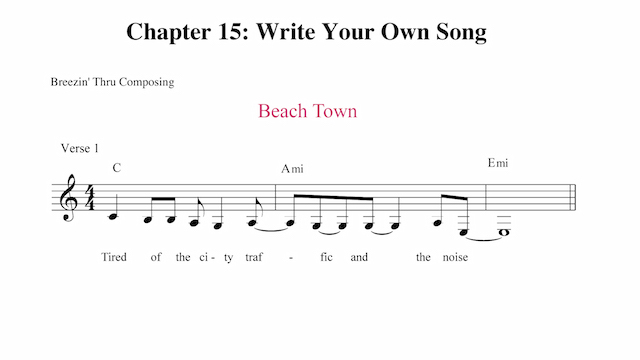 Chapter 15: Write Your Own Song
Breezin' Thru Composing
Beach Town
Verse 1
C Ami Emi
4
4
Tired of the ci - ty traf - fic and the noise